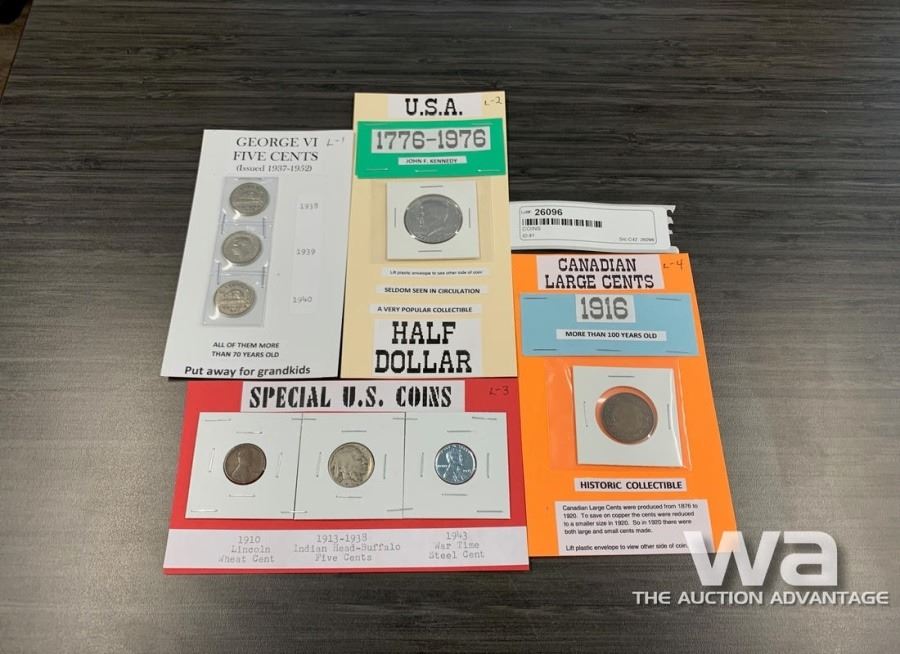 GEORGE VI L-1
FIVE CENTS
(Issued 1937-1952)
1938
1939
1940
ALL OF THEM MORE
THAN 70 YEARS OLD
Put away for grandkids
U.S.A. L-2
1776-1976
JOHN F. KENNEDY
Lift plastic envelope to see other side of coin
SELDOM SEEN IN CIRCULATION
A VERY POPULAR COLLECTIBLE
HALF
DOLLAR
Lot# 26096
COINS
CANADIAN L-4
LARGE CENTS
1916
MORE THAN 100 YEARS OLD
HISTORIC COLLECTIBLE
Canadian Large Cents were produced from 1876 to
1920. To save on copper the cents were reduced
to a smaller size in 1920. So in 1920 there were
both large and small cents made.
Lift plastic envelope to view other side of coin.
SPECIAL U.S. COINS L-3
1910
Lincoln
Wheat Cent
1913-1938
Indian Head-Buffalo
Five Cents
1943
War Time
Steel Cent
wa
THE AUCTION ADVANTAGE